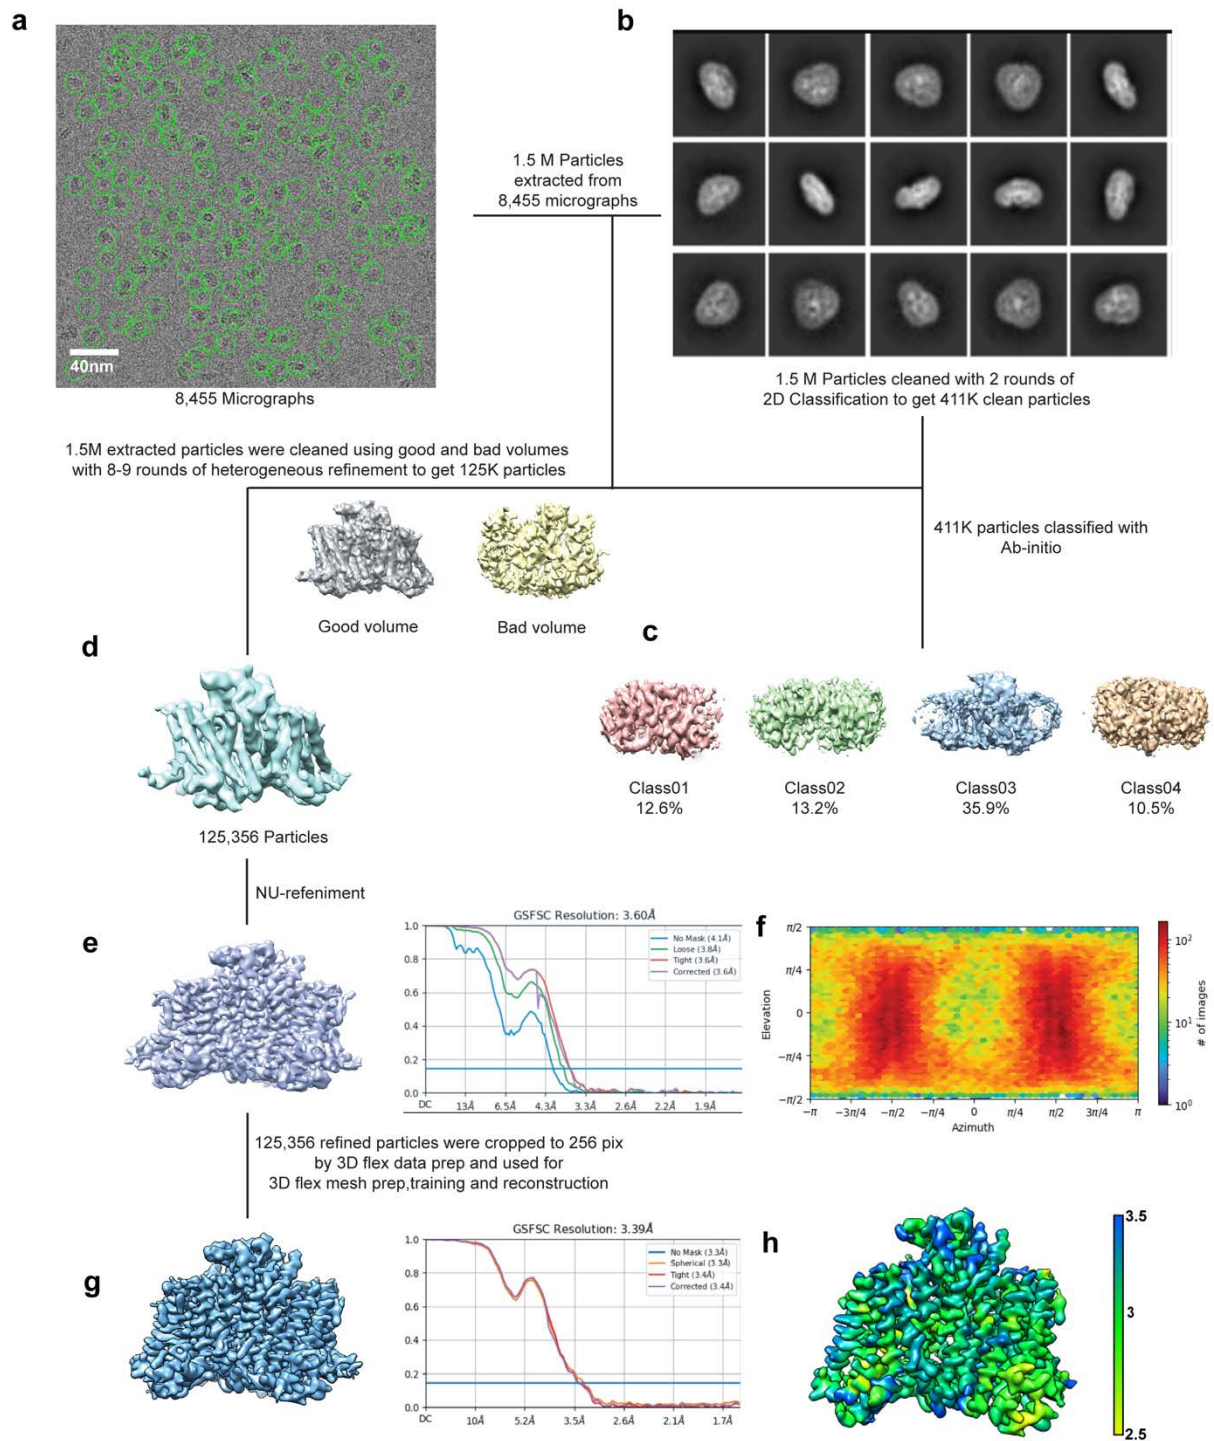 a
b
40nm
8,455 Micrographs
1.5 M Particles
extracted from
8,455 micrographs
1.5 M Particles cleaned with 2 rounds of
2D Classification to get 411K clean particles
1.5M extracted particles were cleaned using good and bad volumes
with 8-9 rounds of heterogeneous refinement to get 125K particles
411K particles classified with
Ab-initio
Good volume
Bad volume
c
Class01
12.6%
Class02
13.2%
Class03
35.9%
Class04
10.5%
d
125,356 Particles
NU-refeniment
e
GSFSC Resolution: 3.60Å
No Mask (4.1Å)
Loose (3.8Å)
Tight (3.6Å)
Corrected (3.6Å)
1.0
0.8
0.6
0.4
0.2
0.0
DC 13Å 6.5Å 4.3Å 3.3Å 2.6Å 2.2Å 1.9Å
f
π/2
π/4
0
−π/4
−π/2
Elevation
−π −3π/4 −π/2 −π/4 0 π/4 π/2 3π/4 π
Azimuth
10²
10¹
10⁰
# of images
125,356 refined particles were cropped to 256 pix
by 3D flex data prep and used for
3D flex mesh prep,training and reconstruction
g
GSFSC Resolution: 3.39Å
No Mask (3.3Å)
Spherical (3.3Å)
Tight (3.4Å)
Corrected (3.4Å)
1.0
0.8
0.6
0.4
0.2
0.0
DC 10Å 5.2Å 3.5Å 2.6Å 2.1Å 1.7Å
h
3.5
3
2.5